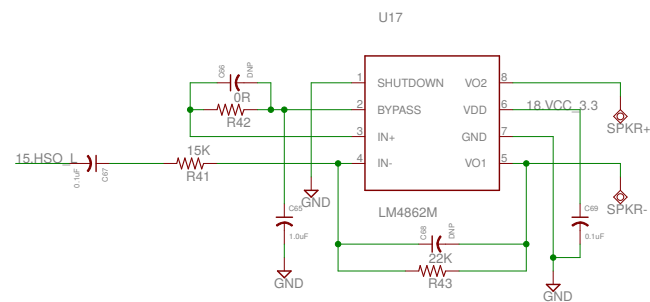 U17
C66
DNP
0R
R42
1 SHUTDOWN VO2 8
2 BYPASS VDD 6 18.VCC_3.3
3 IN+ GND 7
4 IN- VO1 5
SPKR+
15.HSO_L
0.1uF
C67
15K
R41
GND
LM4862M
SPKR-
C65
1.0uF
C68
DNP
22K
R43
C69
0.1uF
GND
GND